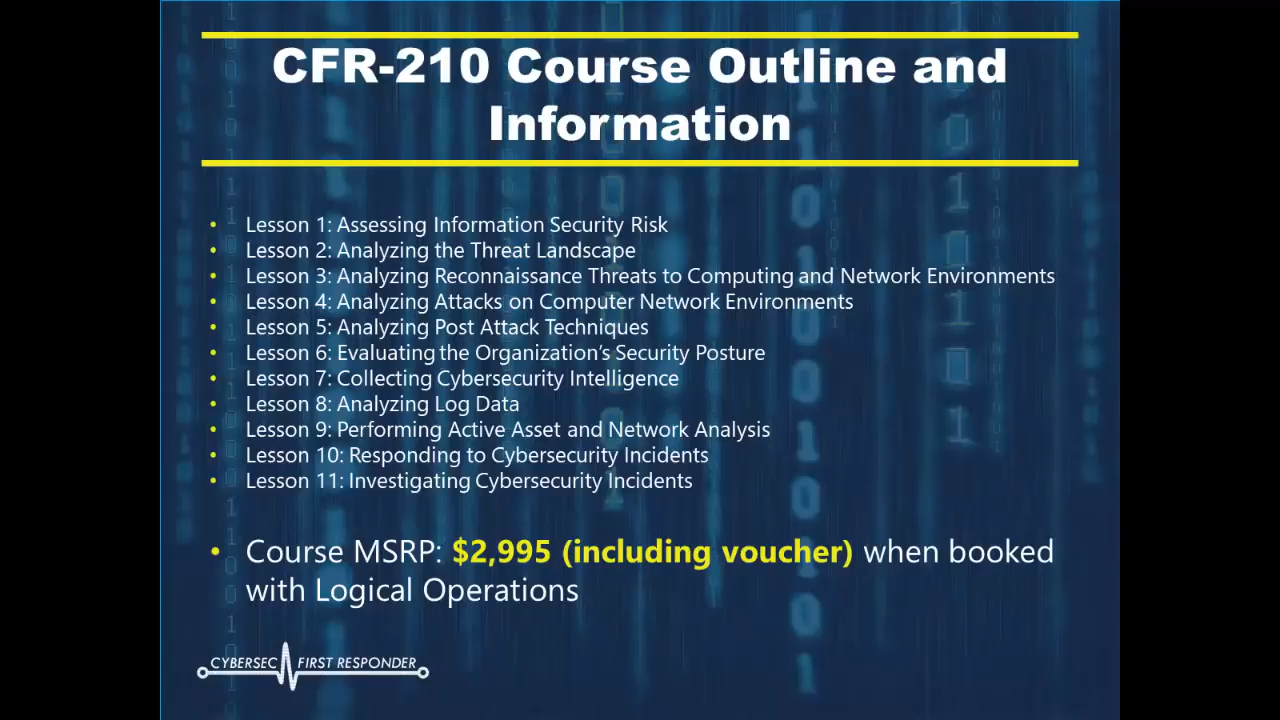 CFR-210 Course Outline and
Information
• Lesson 1: Assessing Information Security Risk
• Lesson 2: Analyzing the Threat Landscape
• Lesson 3: Analyzing Reconnaissance Threats to Computing and Network Environments
• Lesson 4: Analyzing Attacks on Computer Network Environments
• Lesson 5: Analyzing Post Attack Techniques
• Lesson 6: Evaluating the Organization's Security Posture
• Lesson 7: Collecting Cybersecurity Intelligence
• Lesson 8: Analyzing Log Data
• Lesson 9: Performing Active Asset and Network Analysis
• Lesson 10: Responding to Cybersecurity Incidents
• Lesson 11: Investigating Cybersecurity Incidents
• Course MSRP: $2,995 (including voucher) when booked
with Logical Operations
CYBERSEC FIRST RESPONDER